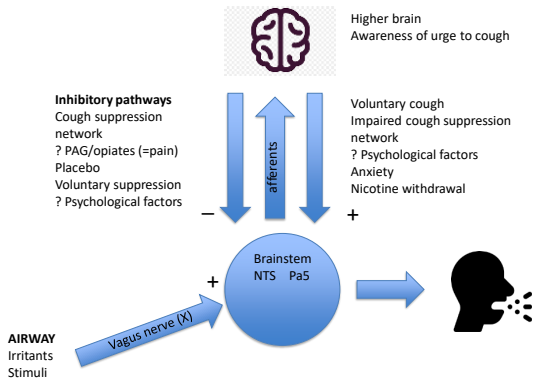 Higher brain
Awareness of urge to cough
Inhibitory pathways
Cough suppression
network
? PAG/opiates (=pain)
Placebo
Voluntary suppression
? Psychological factors
afferents
Voluntary cough
Impaired cough suppression
network
? Psychological factors
Anxiety
Nicotine withdrawal
–
+
+
Brainstem
NTS Pa5
Vagus nerve (X)
AIRWAY
Irritants
Stimuli